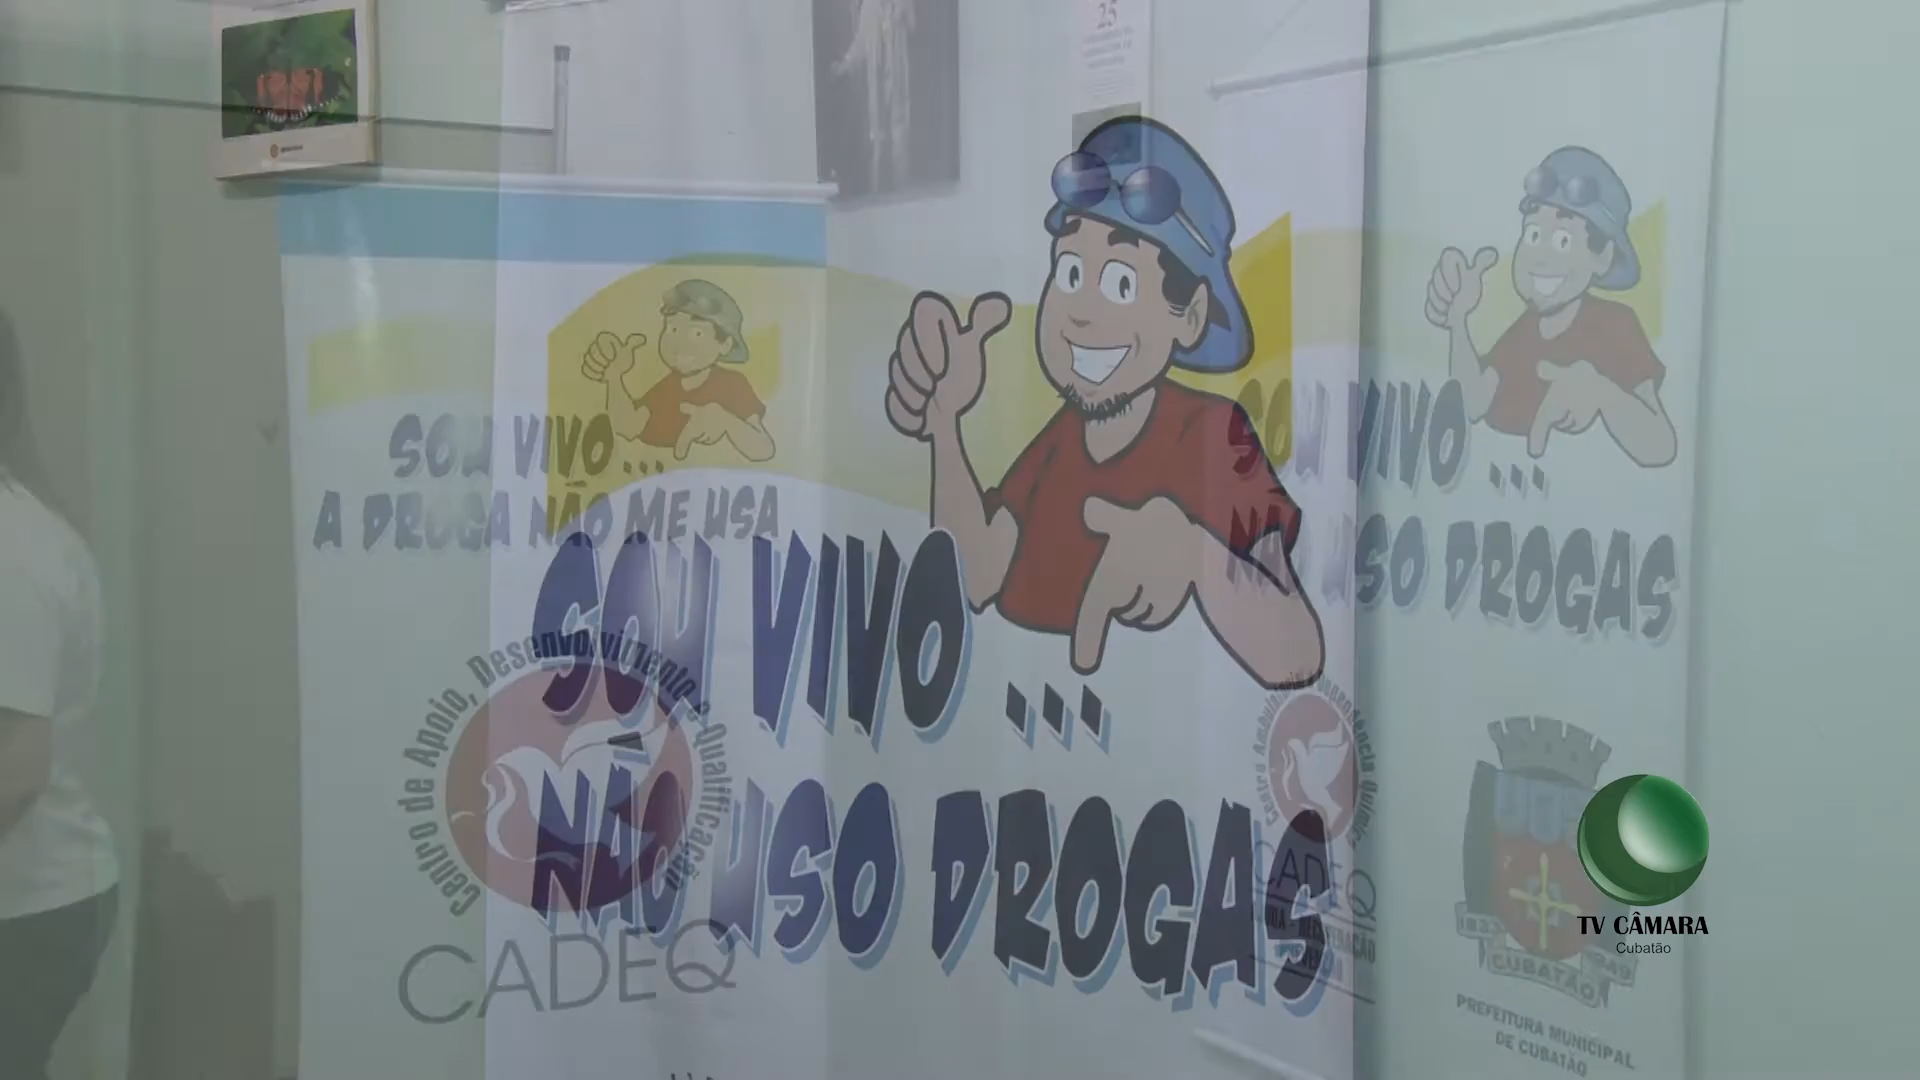 25
SOU VIVO...
A DROGA NÃO ME USA
Centro de Apoio, Desenvolvimento e Qualificação
CADEQ
SOU VIVO ...
NÃO USO DROGAS
SOU VIVO ...
NÃO USO DROGAS
CADEQ
CUBATÃO
PREFEITURA MUNICIPAL
DE CUBATÃO
TV CÂMARA
Cubatão